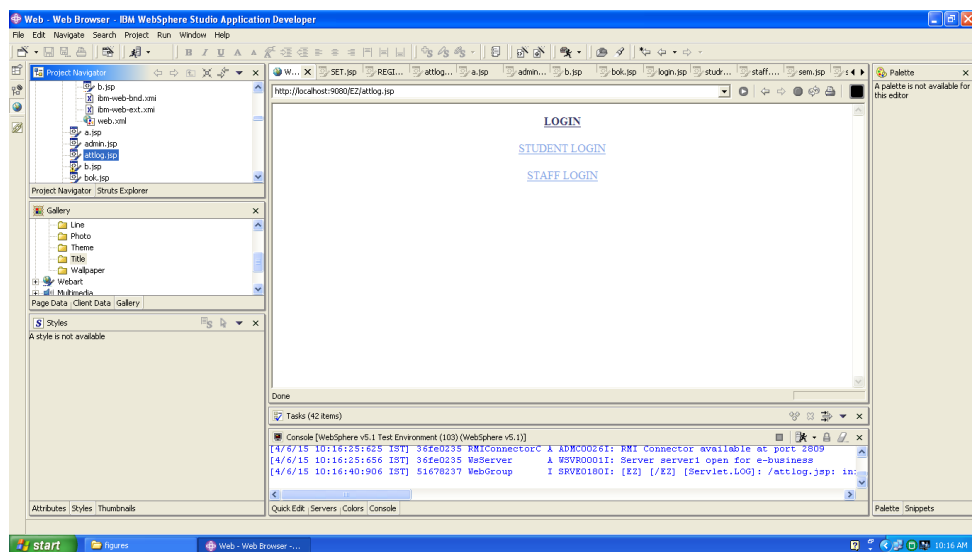 Web - Web Browser - IBM WebSphere Studio Application Developer
File Edit Navigate Search Project Run Window Help
B I U A A
Project Navigator
b.jsp
ibm-web-bnd.xmi
ibm-web-ext.xmi
web.xml
a.jsp
admin.jsp
attlog.jsp
b.jsp
bok.jsp
Project Navigator Struts Explorer
Gallery
Line
Photo
Theme
Title
Wallpaper
Webart
Multimedia
Page Data Client Data Gallery
Styles
A style is not available
Attributes Styles Thumbnails
W... SET.jsp REGI... attlog... a.jsp admin... b.jsp bok.jsp login.jsp studr... staff.... sem.jsp
http://localhost:9080/EZ/attlog.jsp
LOGIN
STUDENT LOGIN
STAFF LOGIN
Done
Tasks (42 items)
Console [WebSphere v5.1 Test Environment (103) (WebSphere v5.1)]
[4/6/15 10:16:25:625 IST] 36fe0235 RMIConnectorC A ADMC0026I: RMI Connector available at port 2809
[4/6/15 10:16:25:656 IST] 36fe0235 WsServer A WSVR0001I: Server server1 open for e-business
[4/6/15 10:16:40:906 IST] 51678237 WebGroup I SRVE0180I: [EZ] [/EZ] [Servlet.LOG]: /attlog.jsp: in:
Quick Edit Servers Colors Console
Palette
A palette is not available for
this editor
Palette Snippets
start figures Web - Web Browser -... 10:16 AM